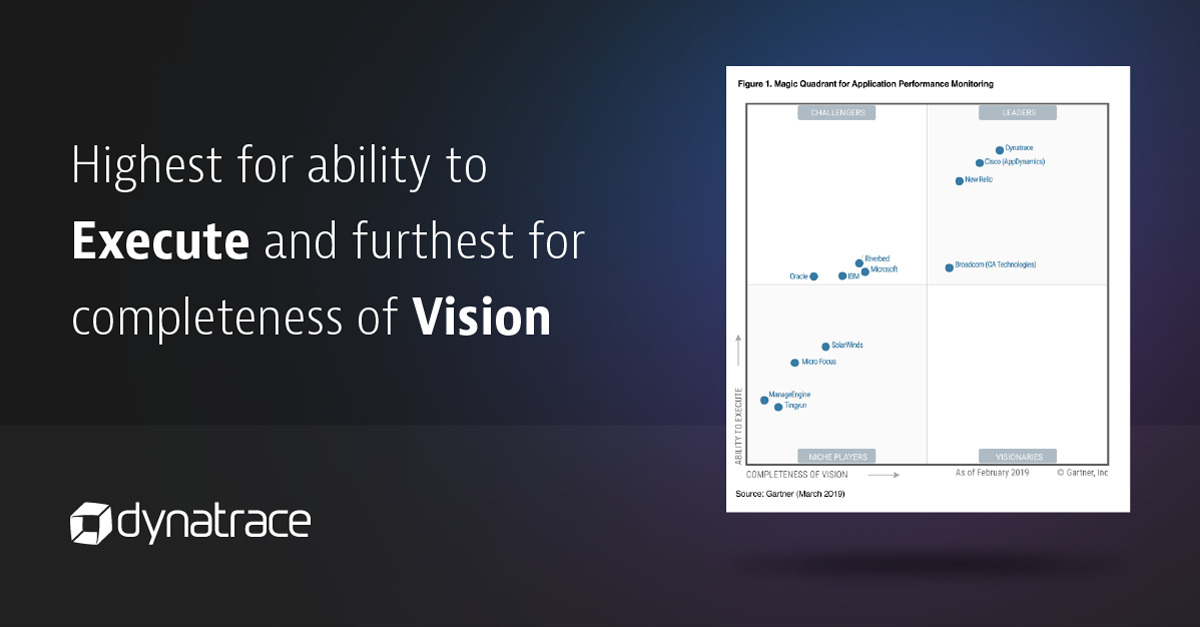 Highest for ability to
Execute and furthest for
completeness of Vision
dynatrace
Figure 1. Magic Quadrant for Application Performance Monitoring
CHALLENGERS
LEADERS
Dynatrace
Cisco (AppDynamics)
New Relic
Riverbed
Microsoft
Oracle
IBM
Broadcom (CA Technologies)
SolarWinds
Micro Focus
ManageEngine
Tingyun
NICHE PLAYERS
VISIONARIES
ABILITY TO EXECUTE
COMPLETENESS OF VISION
As of February 2019
© Gartner, Inc
Source: Gartner (March 2019)